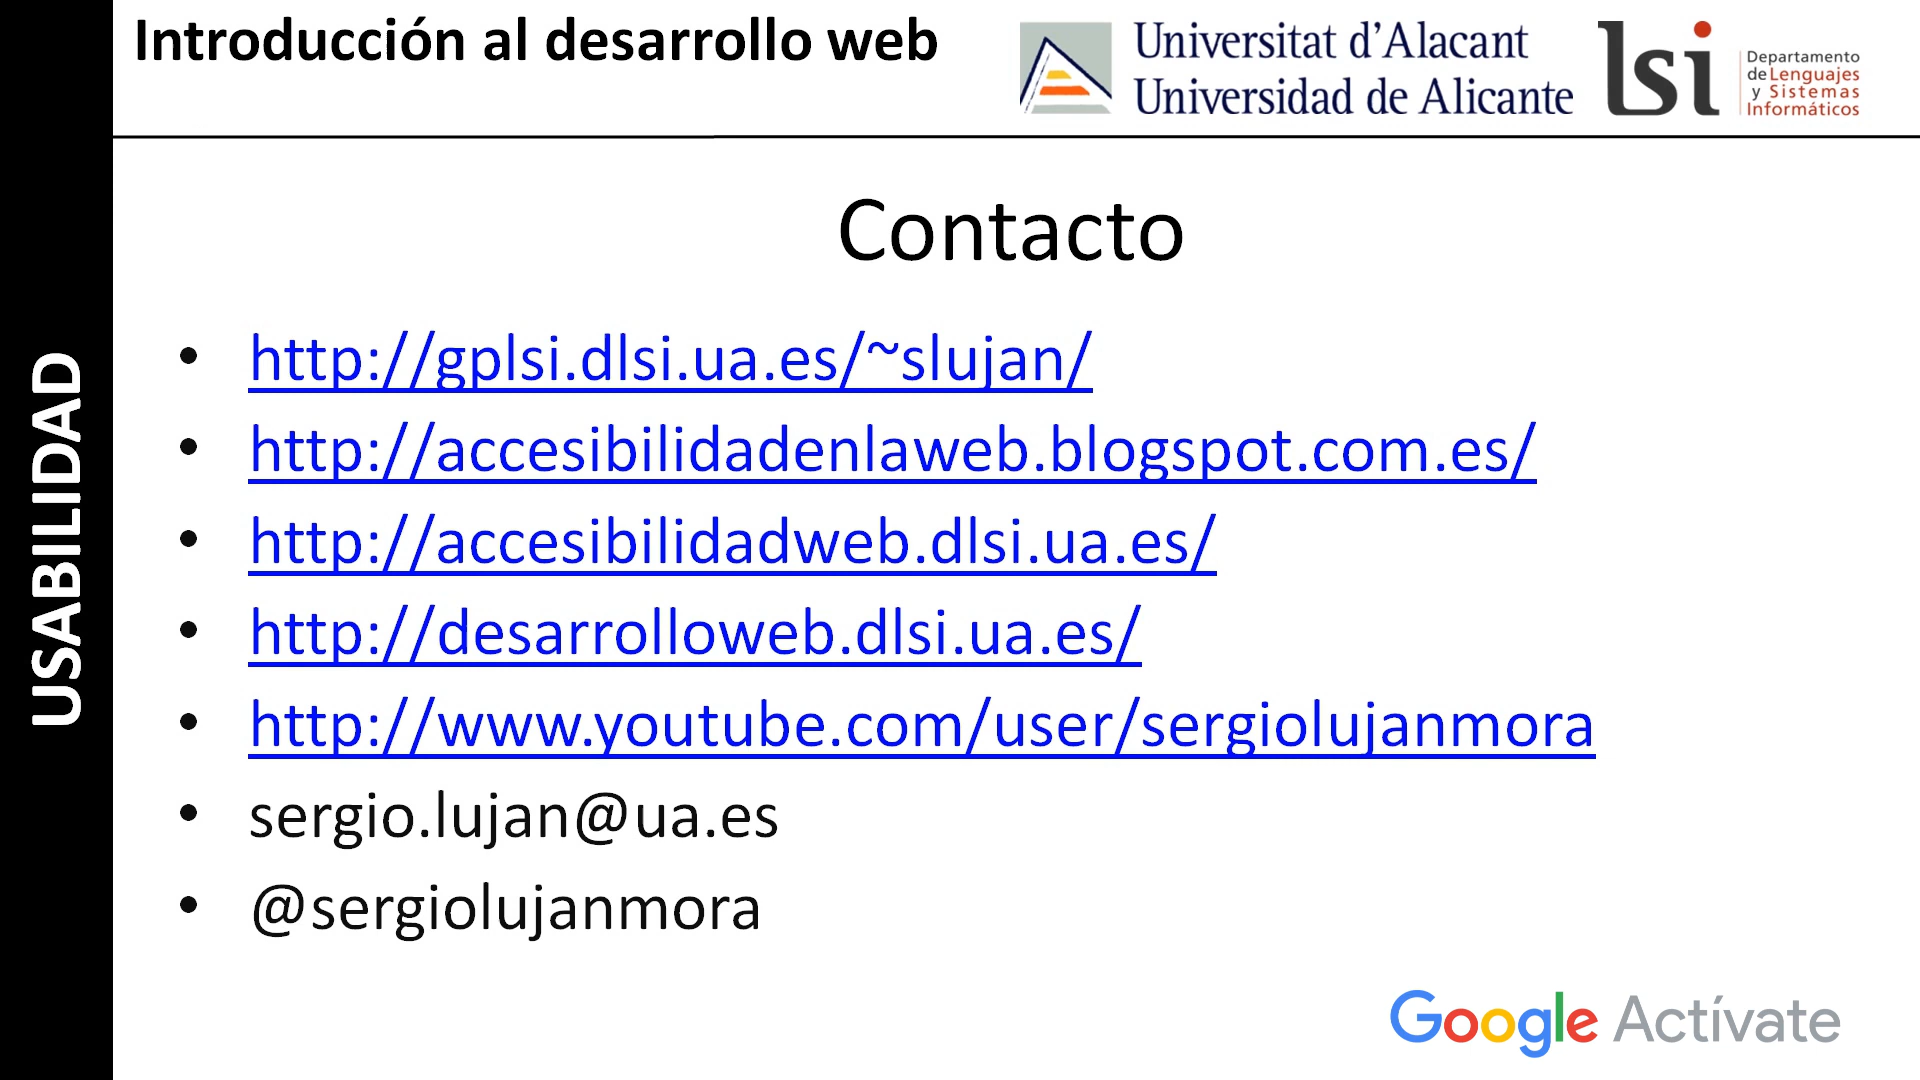 Introducción al desarrollo web
Universitat d'Alacant
Universidad de Alicante
lsi
Departamento
de Lenguajes
y Sistemas
Informáticos
USABILIDAD
Contacto
• http://gplsi.dlsi.ua.es/~slujan/
• http://accesibilidadenlaweb.blogspot.com.es/
• http://accesibilidadweb.dlsi.ua.es/
• http://desarrolloweb.dlsi.ua.es/
• http://www.youtube.com/user/sergiolujanmora
• sergio.lujan@ua.es
• @sergiolujanmora
Google Actívate